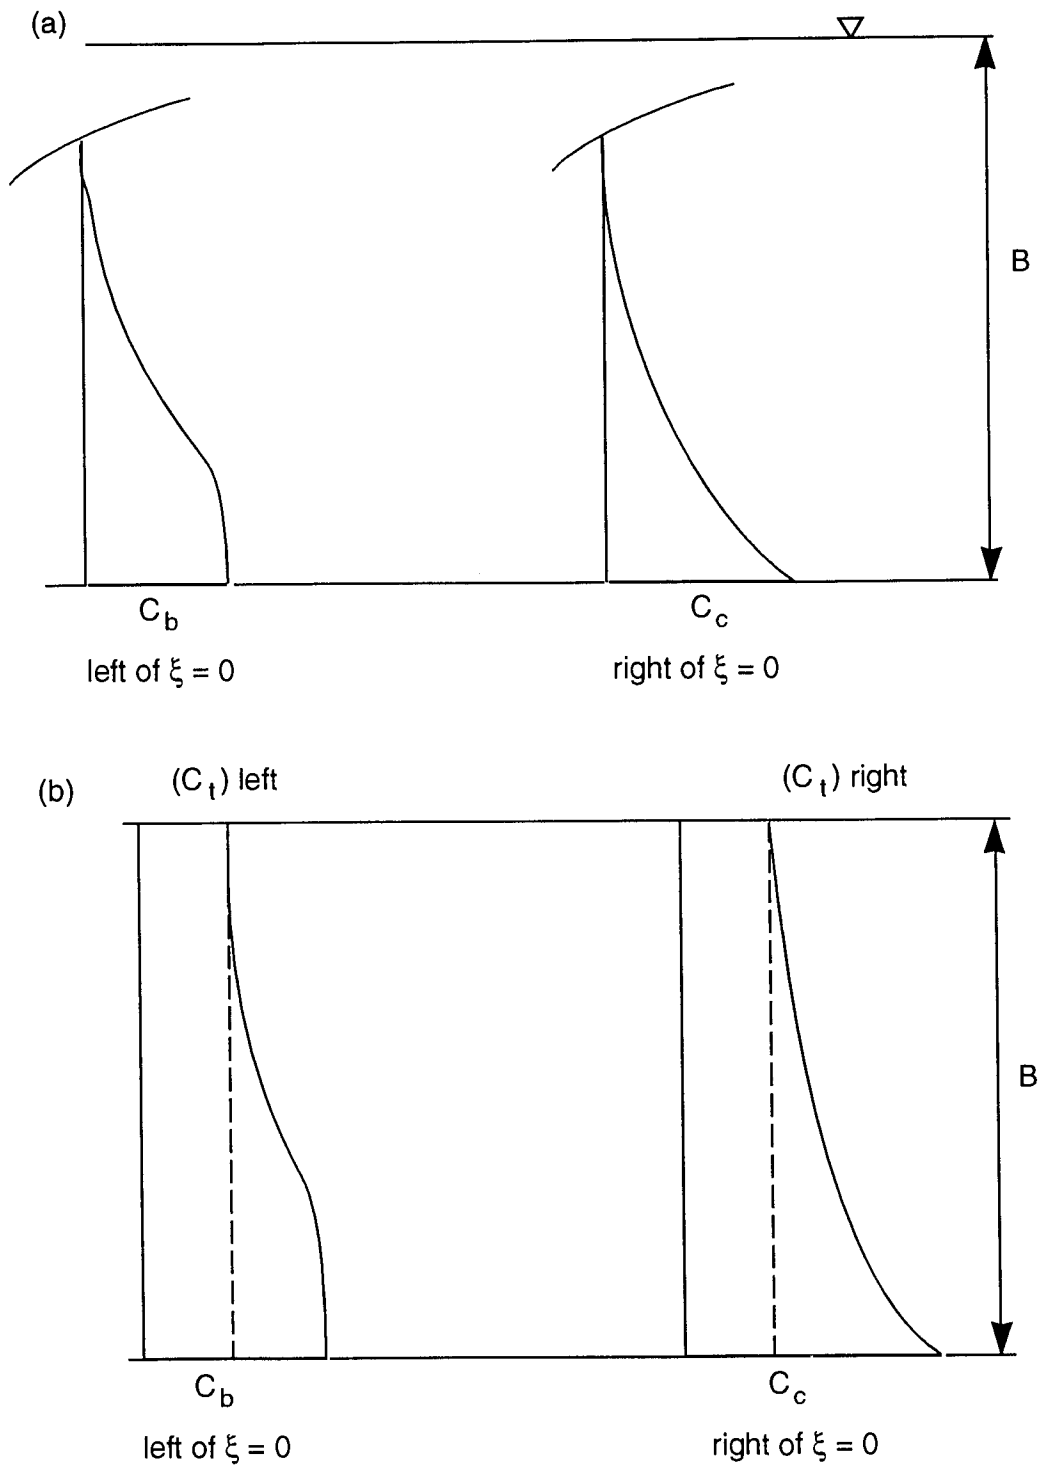 (a)
B
C_b
C_c
left of ξ = 0
right of ξ = 0
(b)
(C_t) left
(C_t) right
B
C_b
C_c
left of ξ = 0
right of ξ = 0